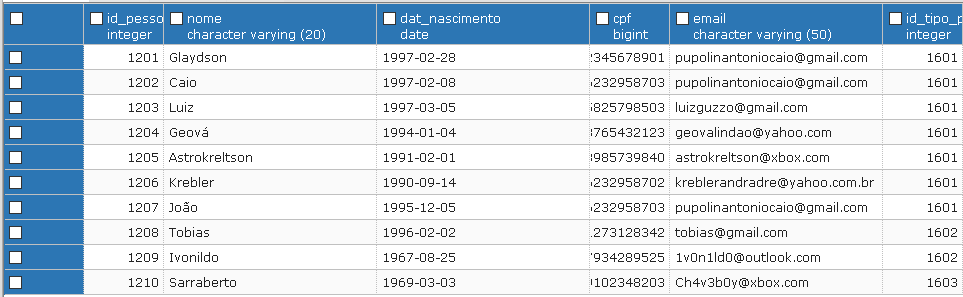 id_pesso nome dat_nascimento cpf email id_tipo_p
integer character varying (20) date bigint character varying (50) integer
1201 Glaydson 1997-02-28 2345678901 pupolinantoniocaio@gmail.com 1601
1202 Caio 1997-02-08 6232958703 pupolinantoniocaio@gmail.com 1601
1203 Luiz 1997-03-05 5825798503 luizguzzo@gmail.com 1601
1204 Geová 1994-01-04 8765432123 geovalindao@yahoo.com 1601
1205 Astrokreltson 1991-02-01 8985739840 astrokreltson@xbox.com 1601
1206 Krebler 1990-09-14 6232958702 kreblerandradre@yahoo.com.br 1601
1207 João 1995-12-05 6232958703 pupolinantoniocaio@gmail.com 1601
1208 Tobias 1996-02-02 1273128342 tobias@gmail.com 1602
1209 Ivonildo 1967-08-25 7934289525 1v0n1ld0@outlook.com 1602
1210 Sarraberto 1969-03-03 9102348203 Ch4v3b0y@xbox.com 1603